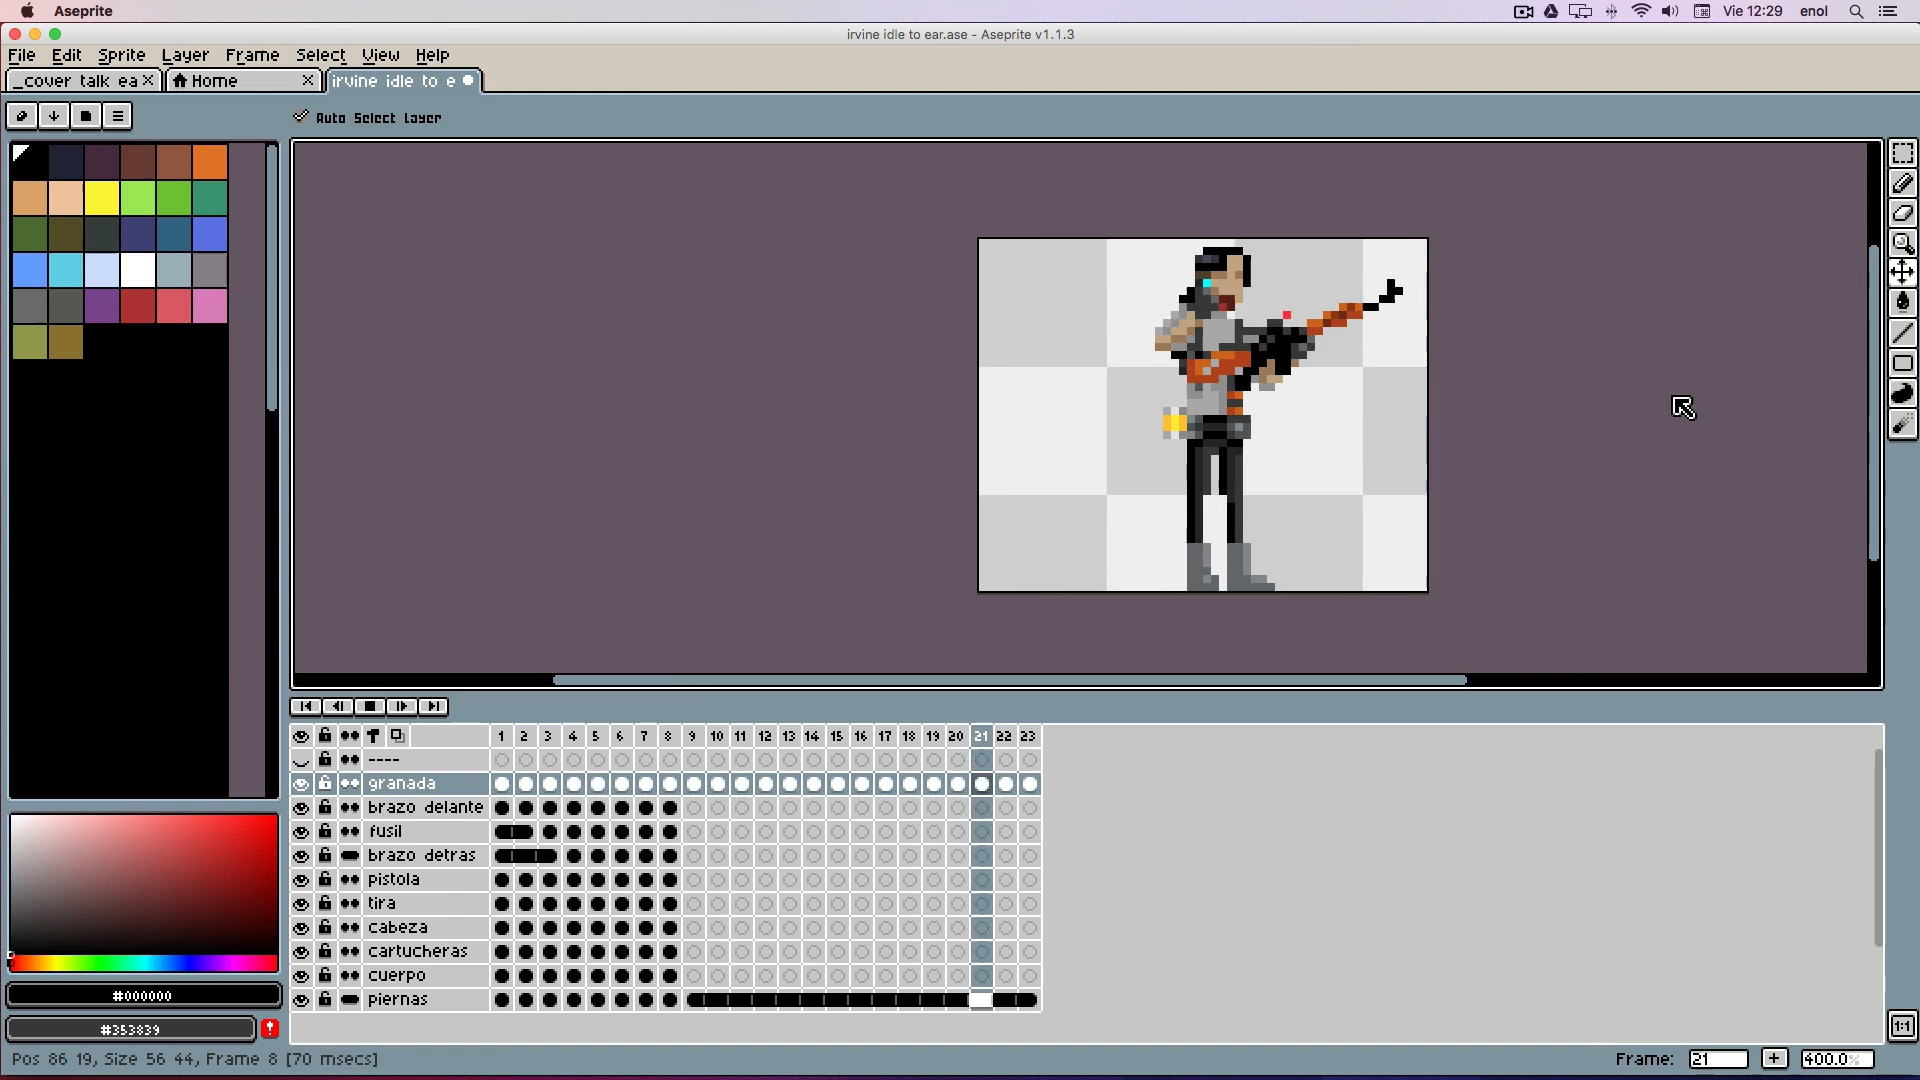 Aseprite
Vie 12:29 enol
irvine idle to ear.ase - Aseprite v1.1.3
File Edit Sprite Layer Frame Select View Help
_cover talk ea Home irvine idle to e
Auto Select Layer
1 2 3 4 5 6 7 8 9 10 11 12 13 14 15 16 17 18 19 20 21 22 23
----
granada
brazo delante
fusil
brazo detras
pistola
tira
cabeza
cartucheras
cuerpo
piernas
#000000
#353839
1:1
Pos 86 19, Size 56 44, Frame 8 [70 msecs]
Frame: 21 + 400.0%